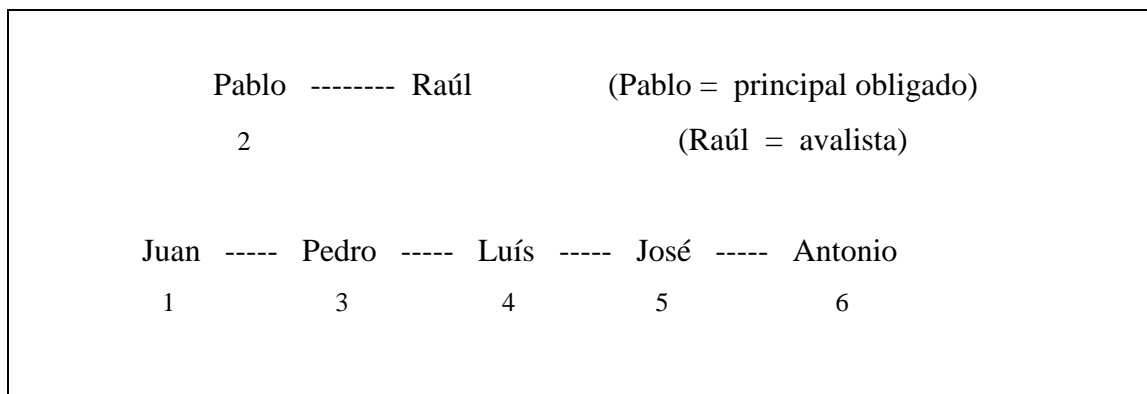 Pablo -------- Raúl (Pablo = principal obligado)
2 (Raúl = avalista)
Juan ----- Pedro ----- Luís ----- José ----- Antonio
1 3 4 5 6